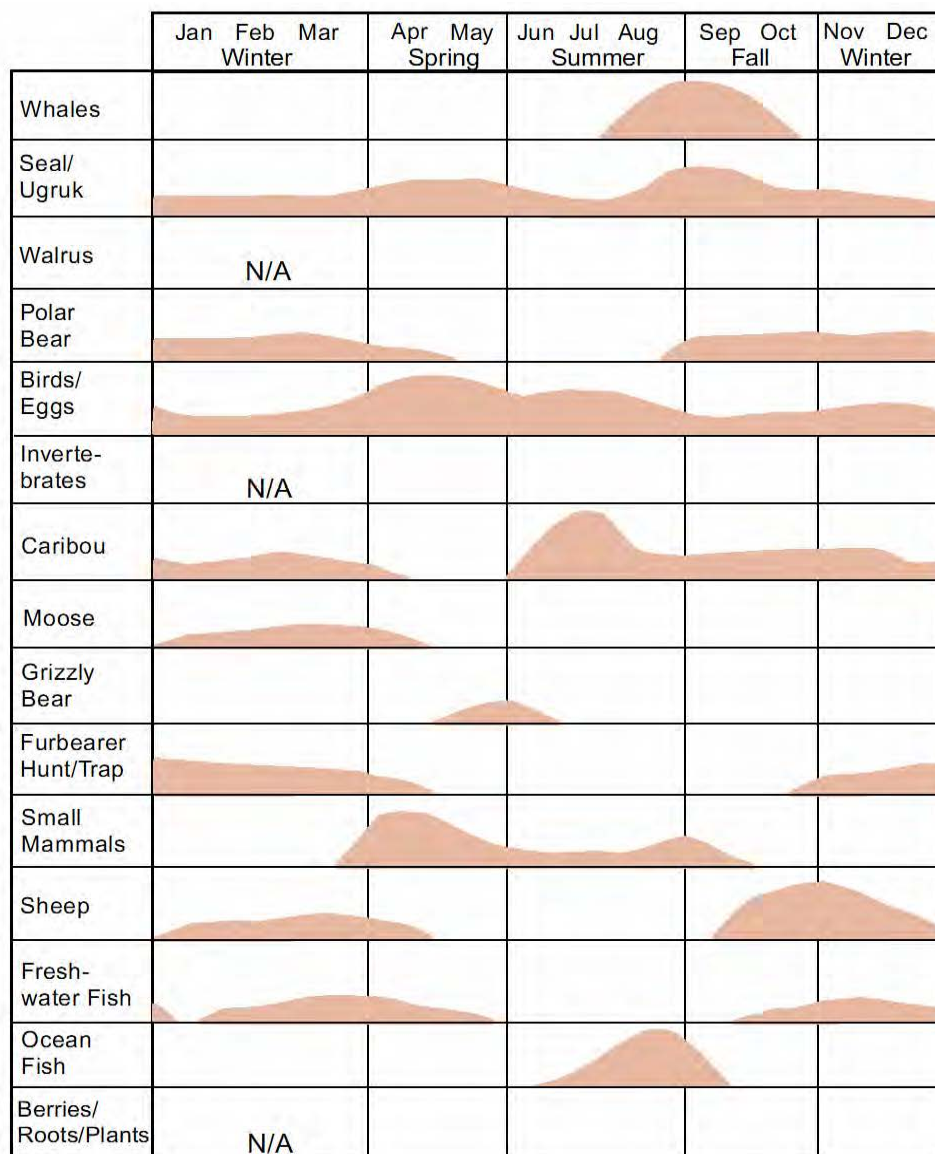 Jan Feb Mar Apr May Jun Jul Aug Sep Oct Nov Dec
Winter Spring Summer Fall Winter
Whales
Seal/
Ugruk
Walrus
N/A
Polar
Bear
Birds/
Eggs
Inverte-
brates
N/A
Caribou
Moose
Grizzly
Bear
Furbearer
Hunt/Trap
Small
Mammals
Sheep
Fresh-
water Fish
Ocean
Fish
Berries/
Roots/Plants
N/A